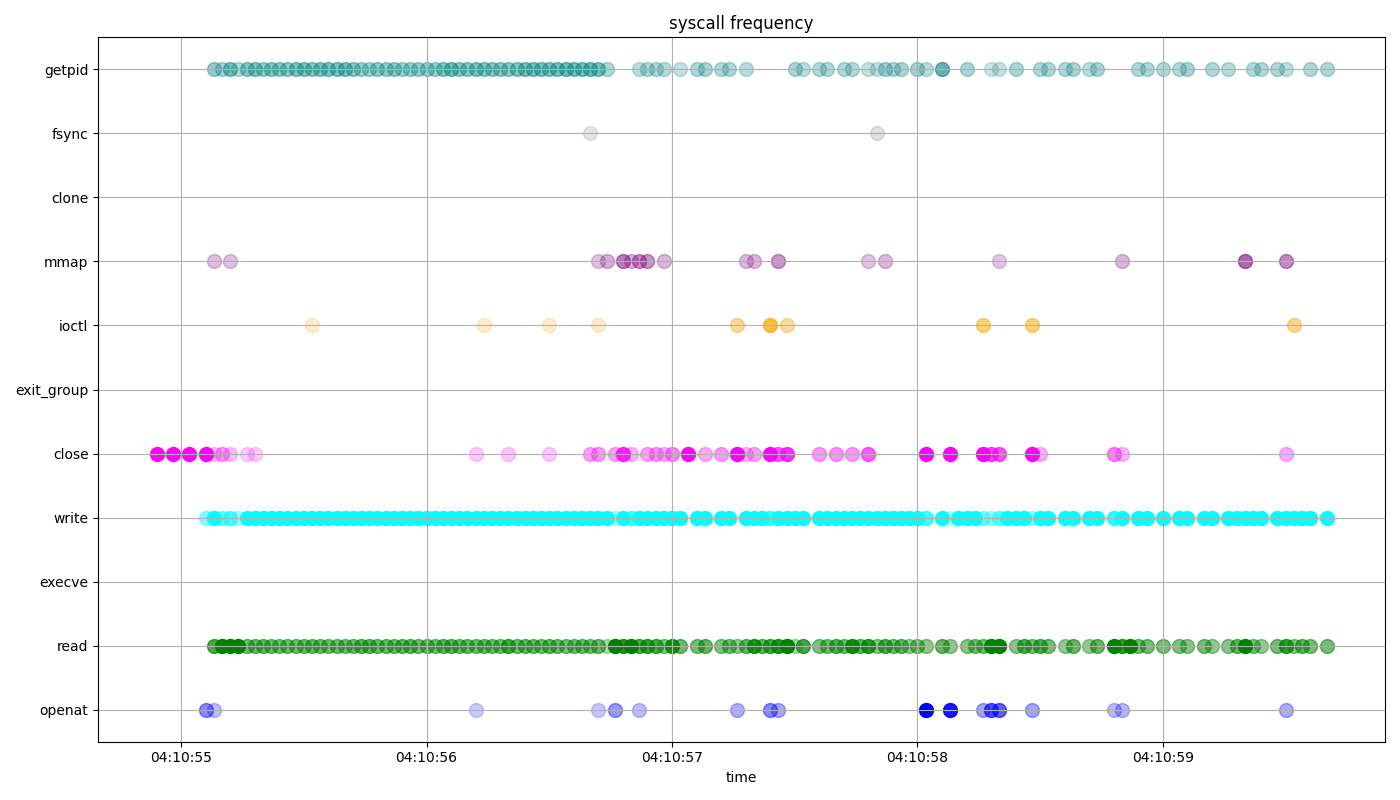 syscall frequency
getpid
fsync
clone
mmap
ioctl
exit_group
close
write
execve
read
openat
04:10:55 04:10:56 04:10:57 04:10:58 04:10:59
time